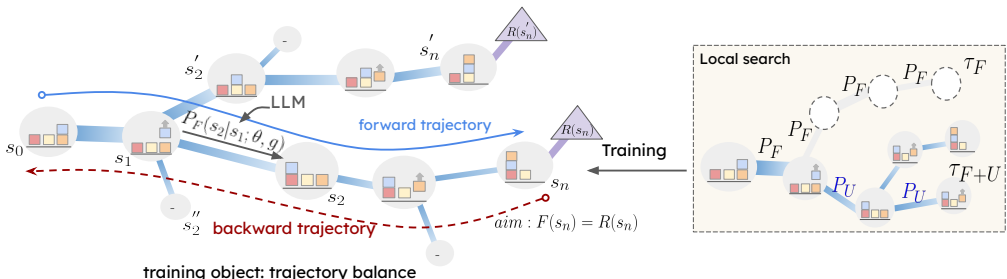 R(s'_n)
s'_2
-
s'_n
LLM
P_F(s_2|s_1; θ, g)
forward trajectory
R(s_n)
s_0
s_1
s_2
s_n
s''_2
-
backward trajectory
-
aim : F(s_n) = R(s_n)
training object: trajectory balance
Training
Local search
P_F
P_F
τ_F
P_F
P_F
P_U
P_U
τ_{F+U}